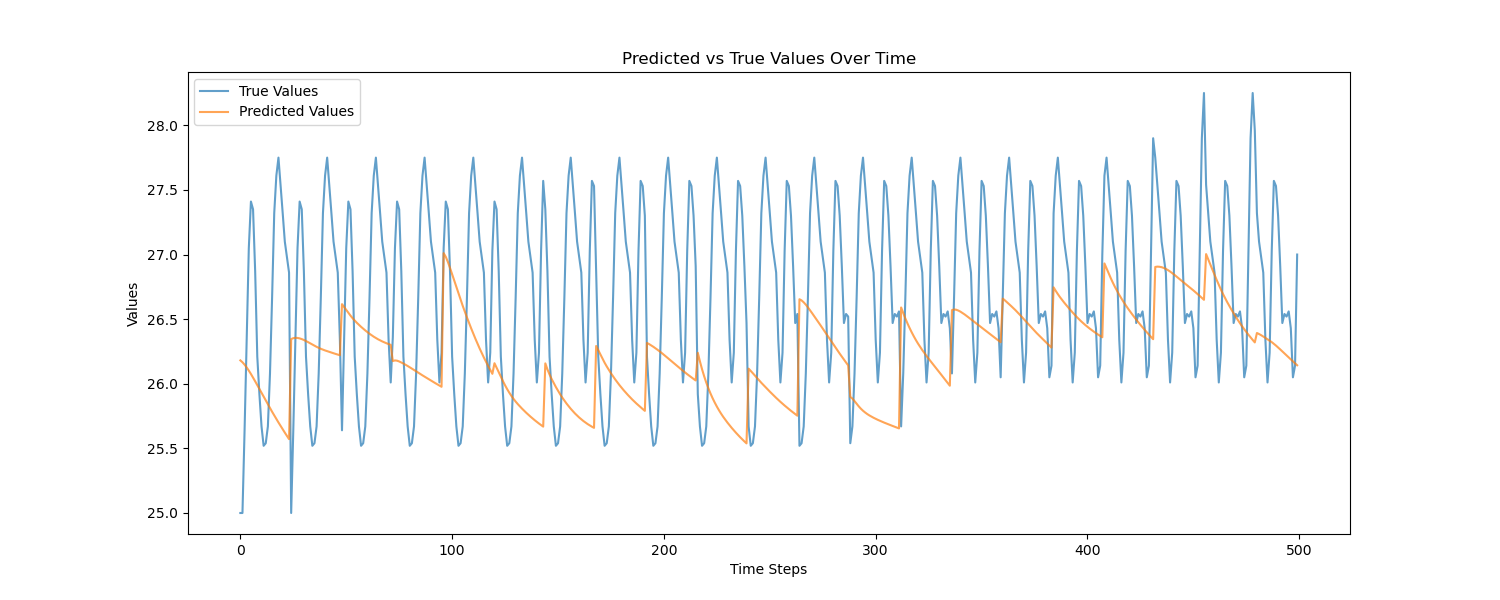 Predicted vs True Values Over Time
True Values
Predicted Values
Values
28.0
27.5
27.0
26.5
26.0
25.5
25.0
0
100
200
300
400
500
Time Steps